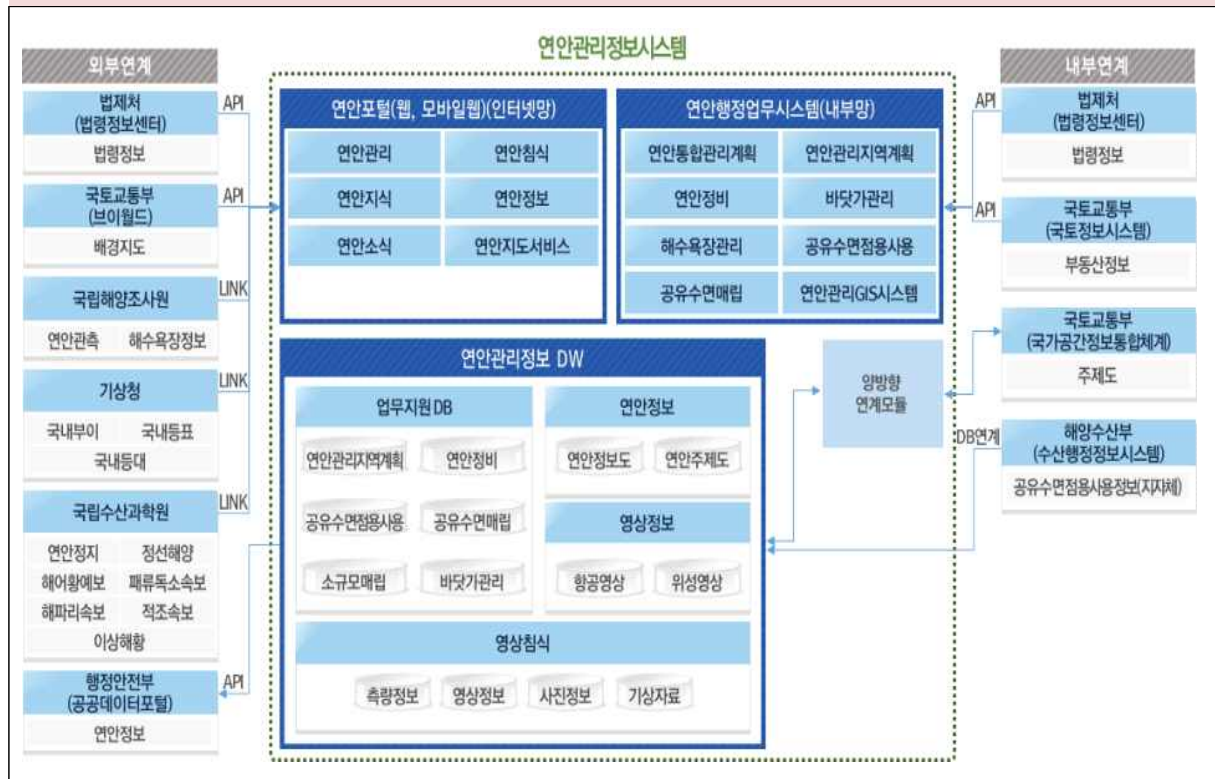 연안관리정보시스템
외부연계
법제처
(법령정보센터)
API
법령정보
국토교통부
(브이월드)
API
배경지도
국립해양조사원
LINK
연안관측 해수욕장정보
기상청
LINK
국내부이 국내등표
국내등대
국립수산과학원
LINK
연안정지 정선해양
해어황예보 패류독소속보
해파리속보 적조속보
이상해황
행정안전부
(공공데이터포털)
API
연안정보
연안포털(웹, 모바일웹)(인터넷망)
연안관리 연안침식
연안지식 연안정보
연안소식 연안지도서비스
연안행정업무시스템(내부망)
연안통합관리계획 연안관리지역계획
연안정비 바닷가관리
해수욕장관리 공유수면점용사용
공유수면매립 연안관리GIS시스템
연안관리정보 DW
업무지원DB
연안관리지역계획 연안정비
공유수면점용사용 공유수면매립
소규모매립 바닷가관리
연안정보
연안정보도 연안주제도
영상정보
항공영상 위성영상
영상침식
측량정보 영상정보 사진정보 기상자료
양방향
연계모듈
내부연계
API
법제처
(법령정보센터)
법령정보
API
국토교통부
(국토정보시스템)
부동산정보
국토교통부
(국가공간정보통합체계)
주제도
DB연계
해양수산부
(수산행정정보시스템)
공유수면점용사용정보(지자체)